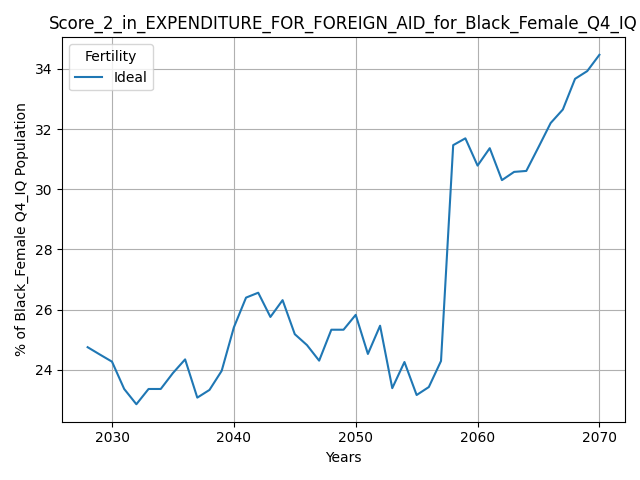 Score_2_in_EXPENDITURE_FOR_FOREIGN_AID_for_Black_Female_Q4_IQ
Fertility
Ideal
% of Black_Female Q4_IQ Population
34
32
30
28
26
24
2030 2040 2050 2060 2070
Years